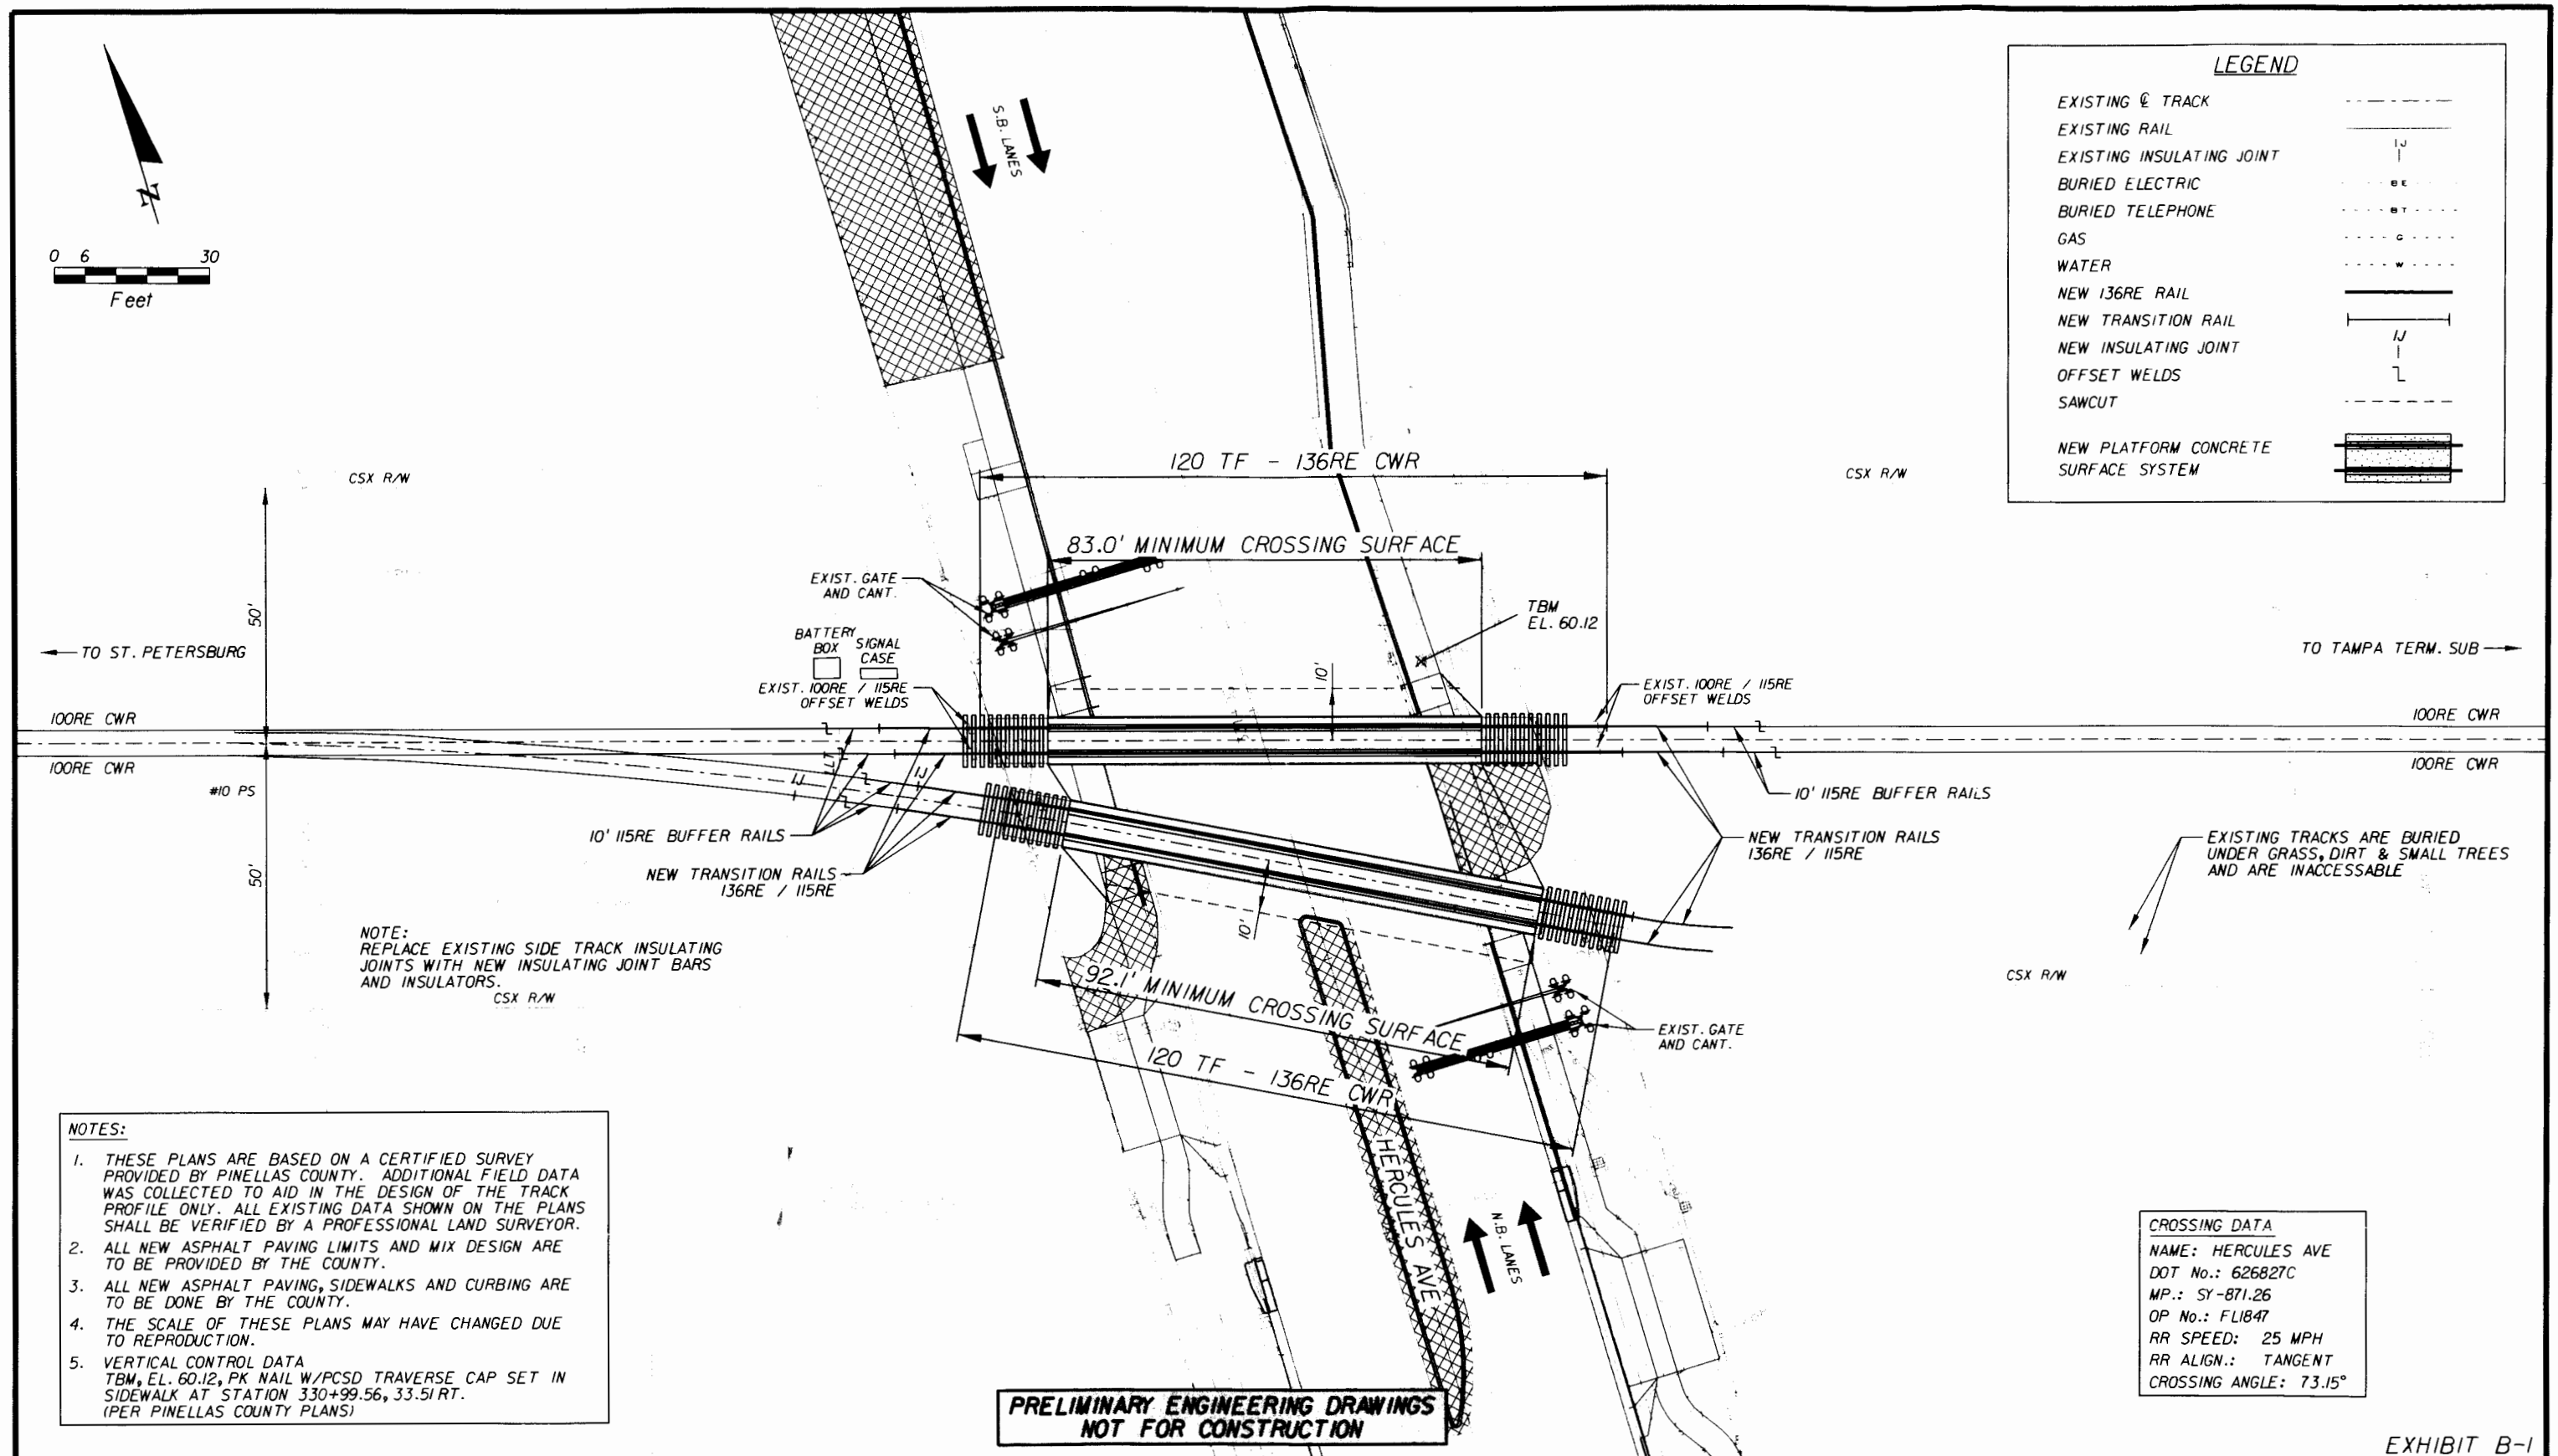 S.B. LANES
N
0 6 30
Feet
LEGEND
EXISTING ℄ TRACK
EXISTING RAIL
EXISTING INSULATING JOINT
IJ
BURIED ELECTRIC
BE
BURIED TELEPHONE
BT
GAS
G
WATER
W
NEW 136RE RAIL
NEW TRANSITION RAIL
NEW INSULATING JOINT
IJ
OFFSET WELDS
SAWCUT
NEW PLATFORM CONCRETE
SURFACE SYSTEM
120 TF - 136RE CWR
CSX R/W
CSX R/W
83.0' MINIMUM CROSSING SURFACE
EXIST. GATE
AND CANT.
50'
TBM
EL. 60.12
TO ST. PETERSBURG
BATTERY
BOX
SIGNAL
CASE
10'
TO TAMPA TERM. SUB
EXIST. 100RE / 115RE
OFFSET WELDS
EXIST. 100RE / 115RE
OFFSET WELDS
100RE CWR
100RE CWR
100RE CWR
100RE CWR
#10 PS
IJ
IJ
IJ
10' 115RE BUFFER RAILS
10' 115RE BUFFER RAILS
NEW TRANSITION RAILS
136RE / 115RE
NEW TRANSITION RAILS
136RE / 115RE
EXISTING TRACKS ARE BURIED
UNDER GRASS, DIRT & SMALL TREES
AND ARE INACCESSABLE
50'
10'
NOTE:
REPLACE EXISTING SIDE TRACK INSULATING
JOINTS WITH NEW INSULATING JOINT BARS
AND INSULATORS.
CSX R/W
CSX R/W
92.1' MINIMUM CROSSING SURFACE
120 TF - 136RE CWR
EXIST. GATE
AND CANT.
HERCULES AVE
N.B. LANES
NOTES:
1. THESE PLANS ARE BASED ON A CERTIFIED SURVEY
PROVIDED BY PINELLAS COUNTY. ADDITIONAL FIELD DATA
WAS COLLECTED TO AID IN THE DESIGN OF THE TRACK
PROFILE ONLY. ALL EXISTING DATA SHOWN ON THE PLANS
SHALL BE VERIFIED BY A PROFESSIONAL LAND SURVEYOR.
2. ALL NEW ASPHALT PAVING LIMITS AND MIX DESIGN ARE
TO BE PROVIDED BY THE COUNTY.
3. ALL NEW ASPHALT PAVING, SIDEWALKS AND CURBING ARE
TO BE DONE BY THE COUNTY.
4. THE SCALE OF THESE PLANS MAY HAVE CHANGED DUE
TO REPRODUCTION.
5. VERTICAL CONTROL DATA
TBM, EL. 60.12, PK NAIL W/PCSD TRAVERSE CAP SET IN
SIDEWALK AT STATION 330+99.56, 33.51 RT.
(PER PINELLAS COUNTY PLANS)
PRELIMINARY ENGINEERING DRAWINGS
NOT FOR CONSTRUCTION
CROSSING DATA
NAME: HERCULES AVE
DOT No.: 626827C
MP.: SY-871.26
OP No.: FL1847
RR SPEED: 25 MPH
RR ALIGN.: TANGENT
CROSSING ANGLE: 73.15°
EXHIBIT B-1